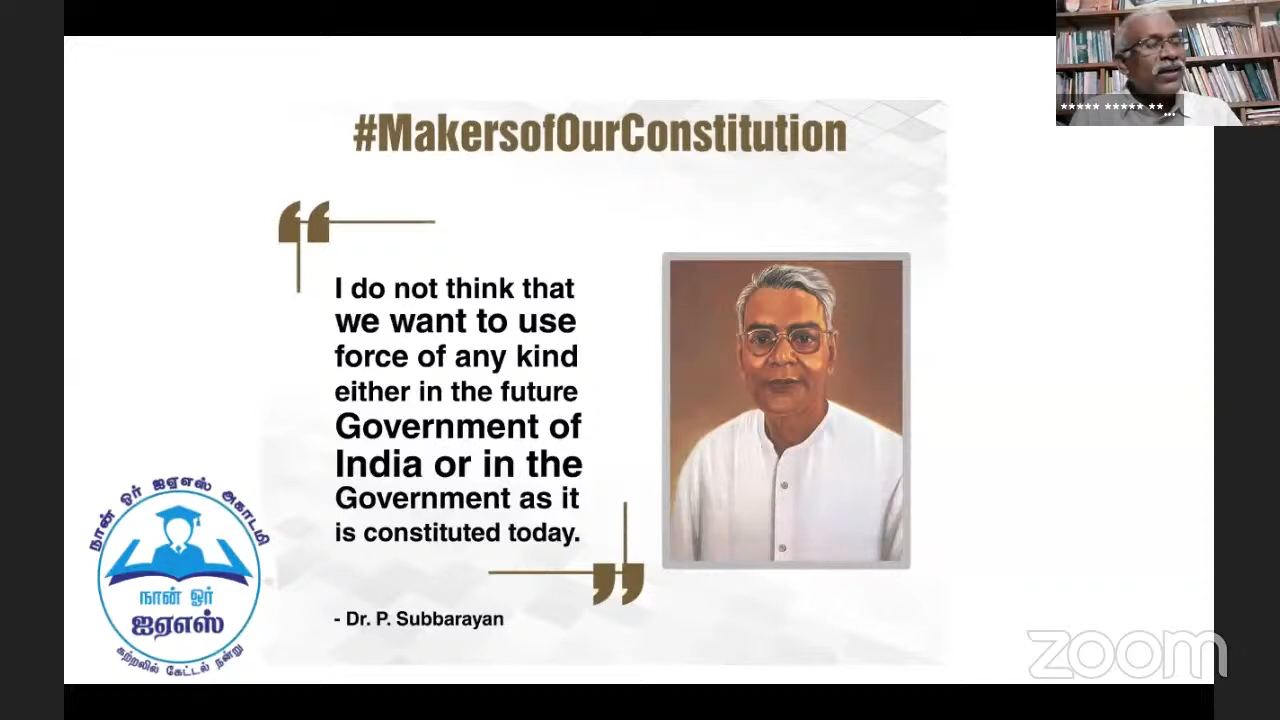 #MakersofOurConstitution
***** ***** **...
I do not think that
we want to use
force of any kind
either in the future
Government of
India or in the
Government as it
is constituted today.
- Dr. P. Subbarayan
நான் ஓர் ஐஏஎஸ் அகாடமி
நான் ஓர்
ஐஏஎஸ்
கற்றலில் கேட்டல் நன்று
zoom